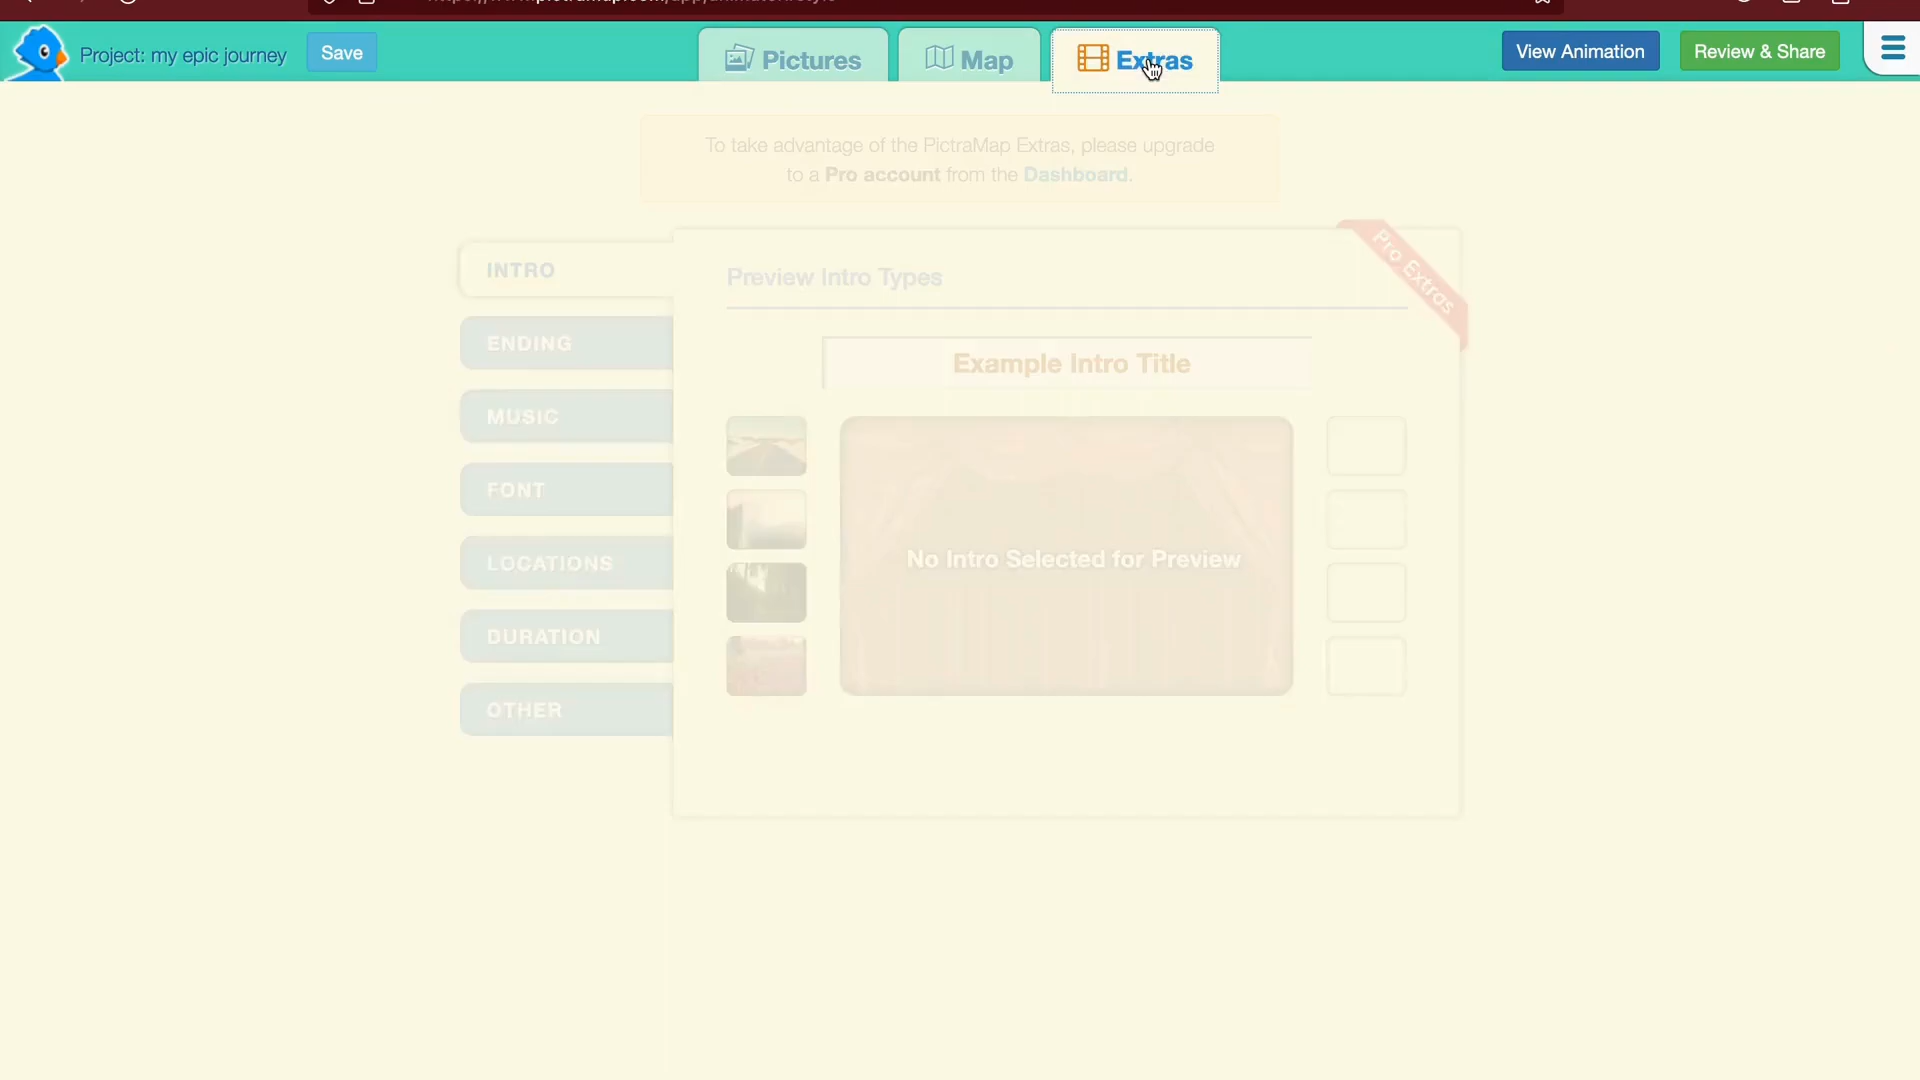 Project: my epic journey
Save
Pictures
Map
Extras
View Animation
Review & Share
To take advantage of the PictraMap Extras, please upgrade
to a Pro account from the Dashboard.
INTRO
ENDING
MUSIC
FONT
LOCATIONS
DURATION
OTHER
Preview Intro Types
Pro Extras
Example Intro Title
No Intro Selected for Preview